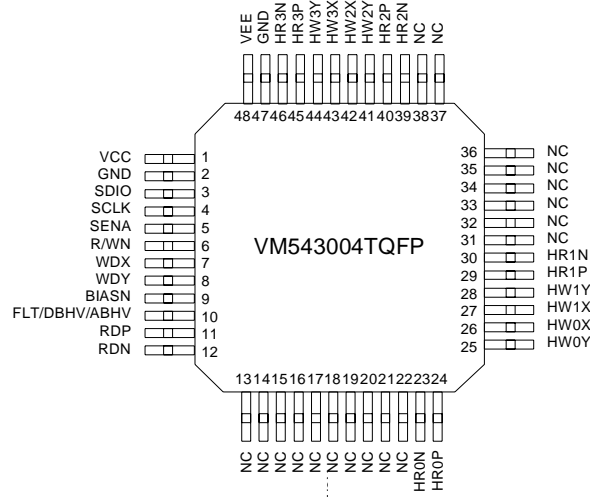 VEE
GND
HR3N
HR3P
HW3Y
HW3X
HW2X
HW2Y
HR2P
HR2N
NC
NC
48 47 46 45 44 43 42 41 40 39 38 37
VCC 1
GND 2
SDIO 3
SCLK 4
SENA 5
R/WN 6
WDX 7
WDY 8
BIASN 9
FLT/DBHV/ABHV 10
RDP 11
RDN 12
VM543004TQFP
36 NC
35 NC
34 NC
33 NC
32 NC
31 NC
30 HR1N
29 HR1P
28 HW1Y
27 HW1X
26 HW0X
25 HW0Y
13 14 15 16 17 18 19 20 21 22 23 24
NC
NC
NC
NC
NC
NC
NC
NC
NC
NC
HR0N
HR0P